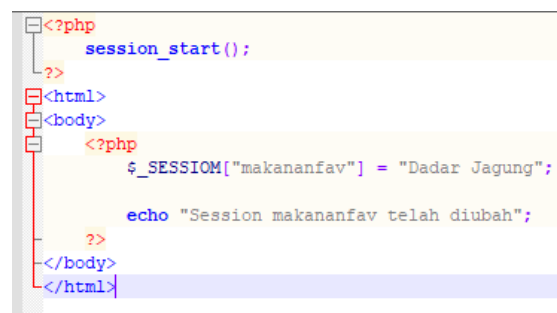 <?php
session_start();
?>
<html>
<body>
<?php
$_SESSIOM["makananfav"] = "Dadar Jagung";
echo "Session makananfav telah diubah";
?>
</body>
</html>